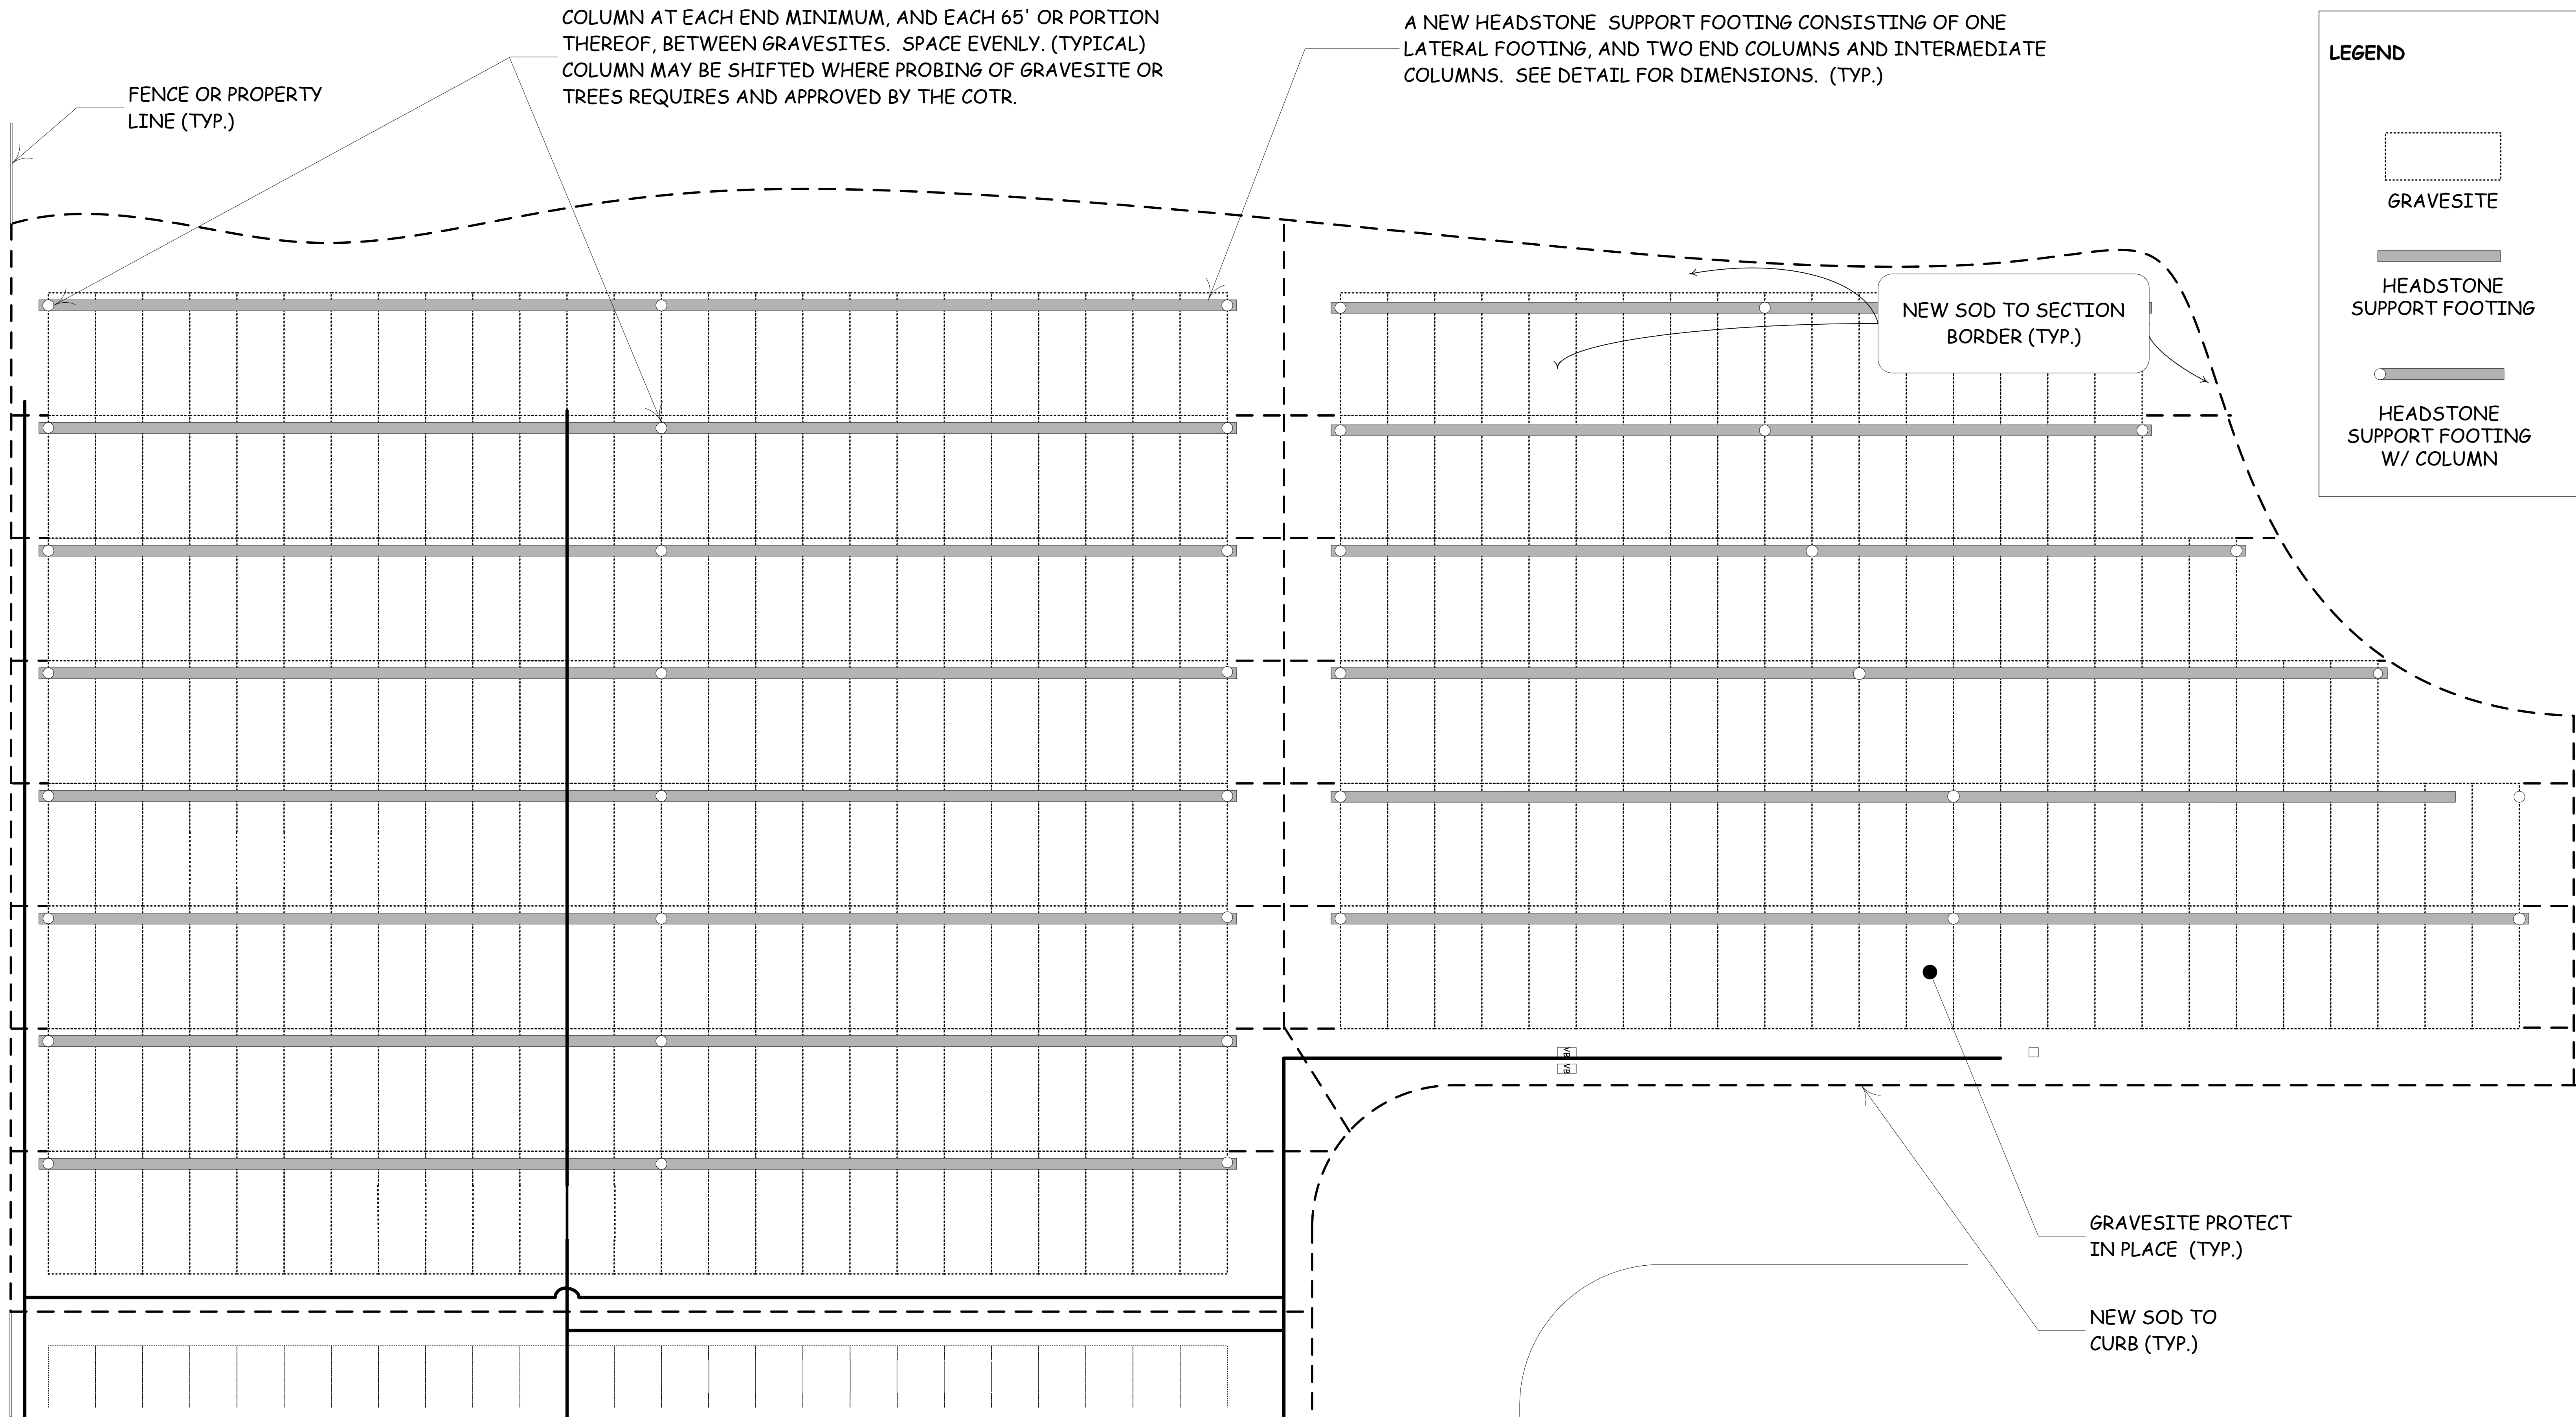 COLUMN AT EACH END MINIMUM, AND EACH 65' OR PORTION
THEREOF, BETWEEN GRAVESITES. SPACE EVENLY. (TYPICAL)
COLUMN MAY BE SHIFTED WHERE PROBING OF GRAVESITE OR
TREES REQUIRES AND APPROVED BY THE COTR.
A NEW HEADSTONE SUPPORT FOOTING CONSISTING OF ONE
LATERAL FOOTING, AND TWO END COLUMNS AND INTERMEDIATE
COLUMNS. SEE DETAIL FOR DIMENSIONS. (TYP.)
FENCE OR PROPERTY
LINE (TYP.)
LEGEND
GRAVESITE
HEADSTONE
SUPPORT FOOTING
HEADSTONE
SUPPORT FOOTING
W/ COLUMN
NEW SOD TO SECTION
BORDER (TYP.)
VB
VB
GRAVESITE PROTECT
IN PLACE (TYP.)
NEW SOD TO
CURB (TYP.)